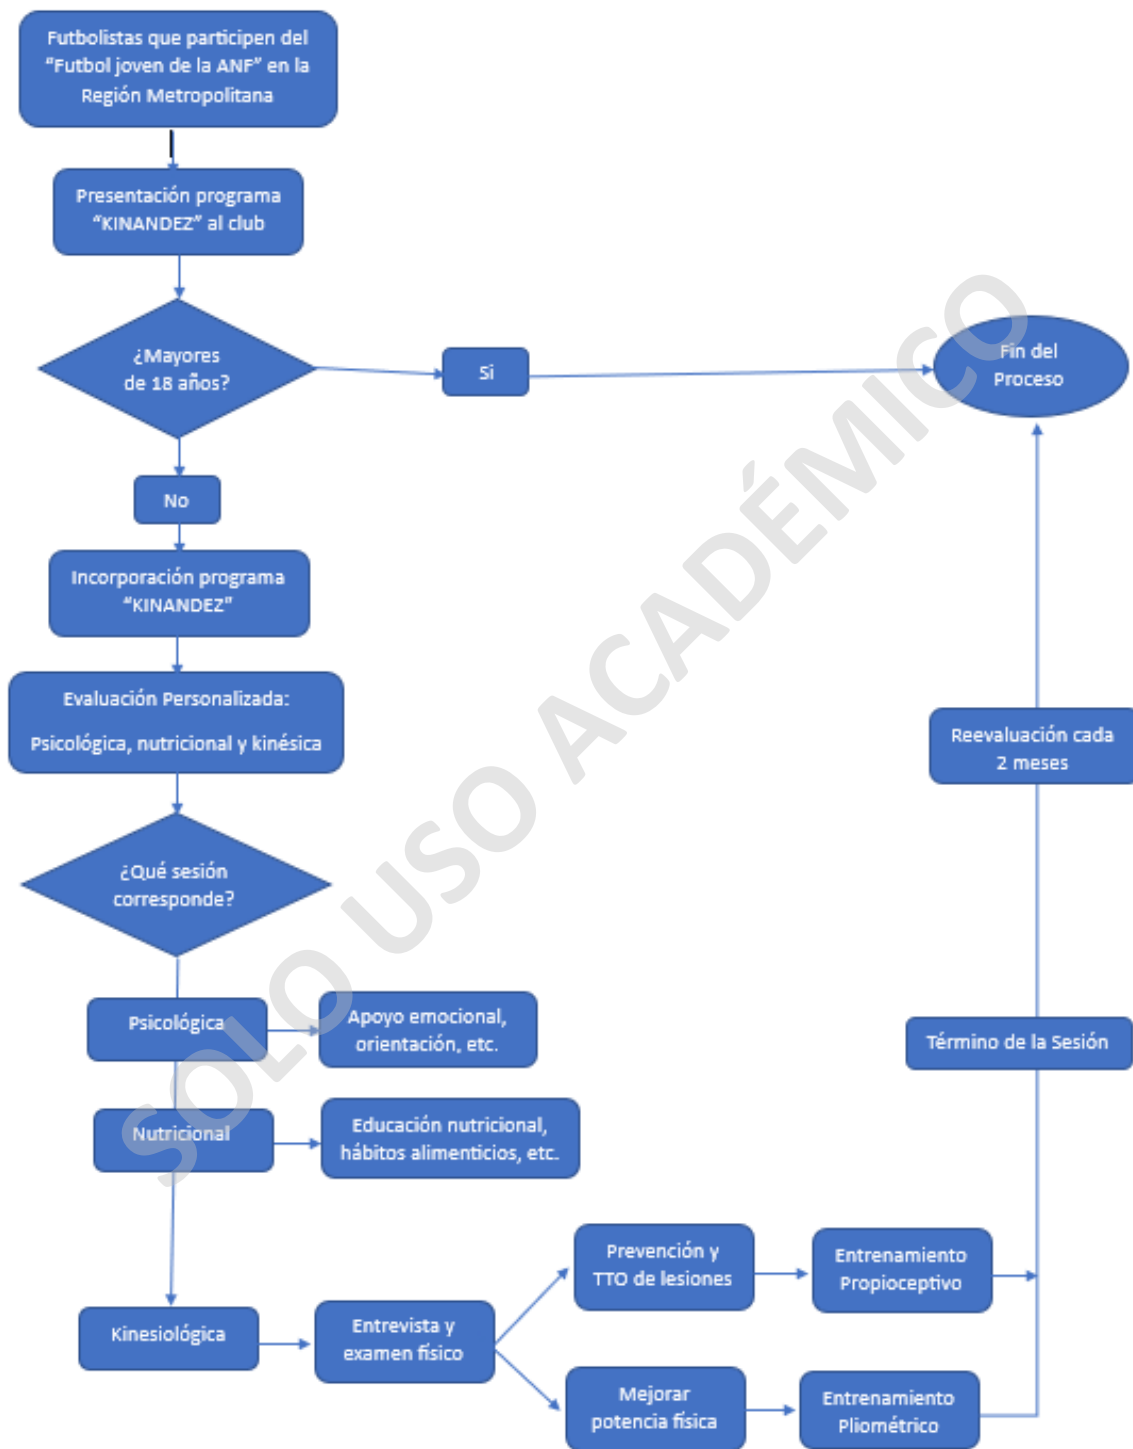 Futbolistas que participen del
“Futbol joven de la ANF” en la
Región Metropolitana
Presentación programa
“KINANDEZ” al club
¿Mayores
de 18 años?
Si
Fin del
Proceso
No
Incorporación programa
“KINANDEZ”
Evaluación Personalizada:
Psicológica, nutricional y kinésica
Reevaluación cada
2 meses
¿Qué sesión
corresponde?
Psicológica
Apoyo emocional,
orientación, etc.
Término de la Sesión
Nutricional
Educación nutricional,
hábitos alimenticios, etc.
Prevención y
TTO de lesiones
Entrenamiento
Propioceptivo
Kinesiológica
Entrevista y
examen físico
Mejorar
potencia física
Entrenamiento
Pliométrico
SOLO USO ACADÉMICO